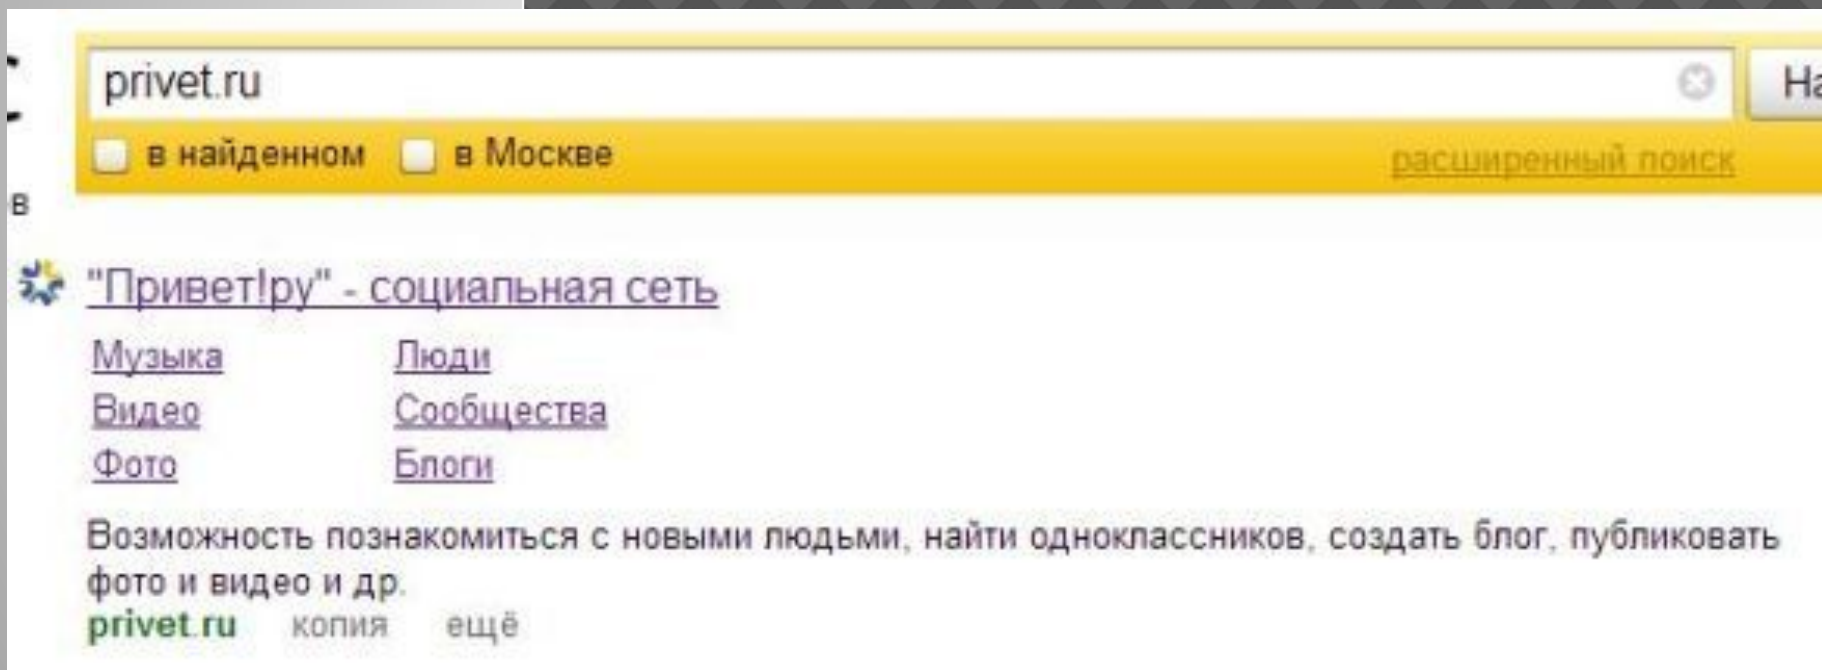 privet.ru
в найденном в Москве расширенный поиск
в
"Привет!ру" - социальная сеть
Музыка Люди
Видео Сообщества
Фото Блоги
Возможность познакомиться с новыми людьми, найти одноклассников, создать блог, публиковать
фото и видео и др.
privet.ru копия ещё